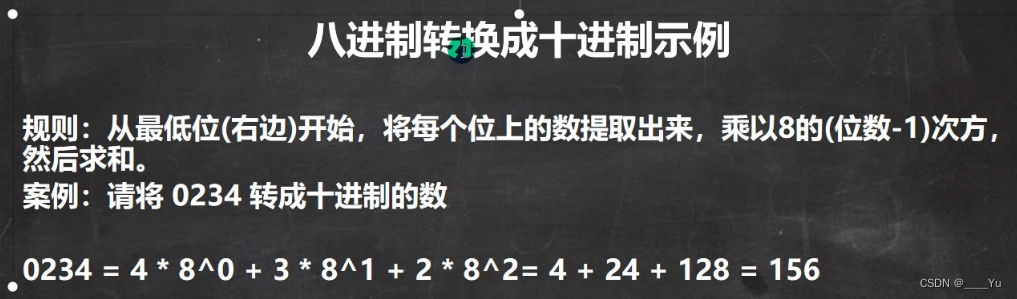 八进制转换成十进制示例
规则：从最低位(右边)开始，将每个位上的数提取出来，乘以8的(位数-1)次方，
然后求和。
案例：请将 0234 转成十进制的数
0234 = 4 * 8^0 + 3 * 8^1 + 2 * 8^2= 4 + 24 + 128 = 156
CSDN @____Yu